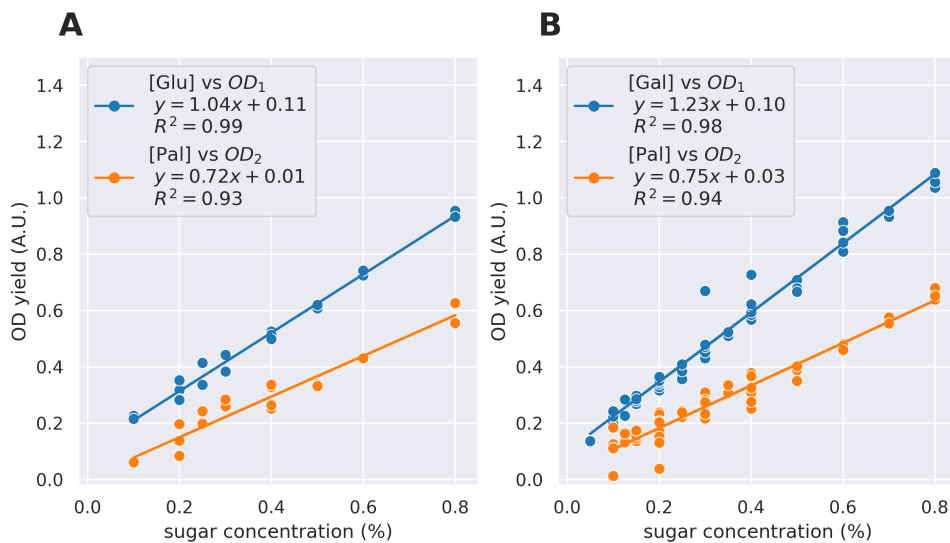 A
1.4
1.2
1.0
0.8
0.6
0.4
0.2
0.0
OD yield (A.U.)
[Glu] vs OD₁
y = 1.04x + 0.11
R² = 0.99
[Pal] vs OD₂
y = 0.72x + 0.01
R² = 0.93
0.0 0.2 0.4 0.6 0.8
sugar concentration (%)
B
1.4
1.2
1.0
0.8
0.6
0.4
0.2
0.0
OD yield (A.U.)
[Gal] vs OD₁
y = 1.23x + 0.10
R² = 0.98
[Pal] vs OD₂
y = 0.75x + 0.03
R² = 0.94
0.0 0.2 0.4 0.6 0.8
sugar concentration (%)